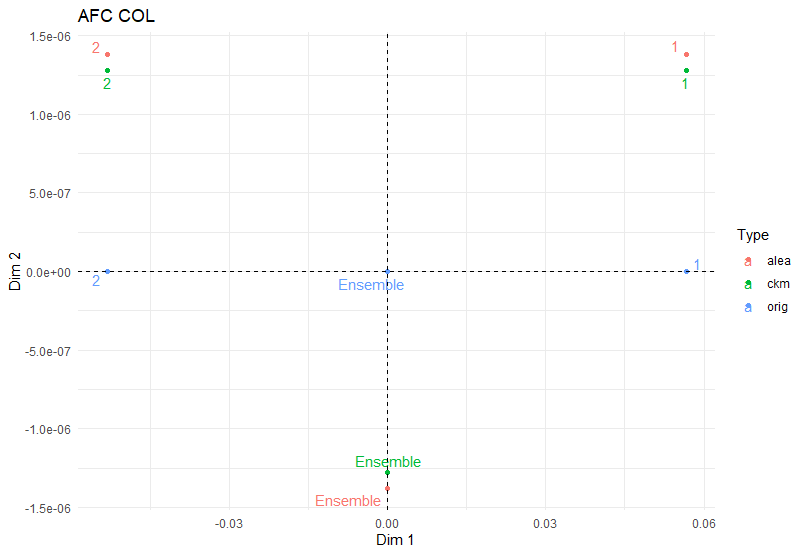 AFC COL
1.5e-06
2
1
2
1
1.0e-06
5.0e-07
Type
alea
ckm
orig
a
a
a
Dim 2
0.0e+00
2
Ensemble
1
-5.0e-07
-1.0e-06
Ensemble
Ensemble
-1.5e-06
-0.03
0.00
0.03
0.06
Dim 1